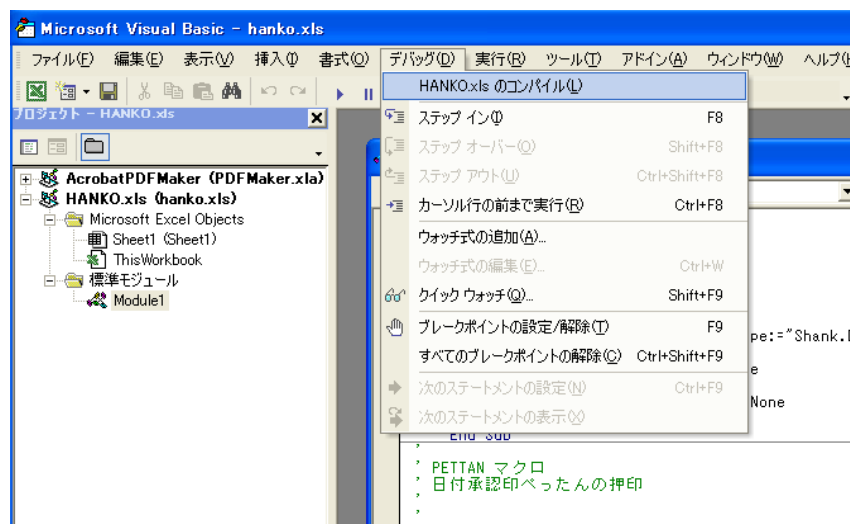 Microsoft Visual Basic - hanko.xls
ファイル(F) 編集(E) 表示(V) 挿入(I) 書式(O) デバッグ(D) 実行(R) ツール(T) アドイン(A) ウィンドウ(W) ヘルプ(H
プロジェクト - HANKO.xls
AcrobatPDFMaker (PDFMaker.xla)
HANKO.xls (hanko.xls)
Microsoft Excel Objects
Sheet1 (Sheet1)
ThisWorkbook
標準モジュール
Module1
HANKO.xls のコンパイル(L)
ステップ イン(I) F8
ステップ オーバー(O) Shift+F8
ステップ アウト(U) Ctrl+Shift+F8
カーソル行の前まで実行(R) Ctrl+F8
ウォッチ式の追加(A)...
ウォッチ式の編集(E)... Ctrl+W
クイック ウォッチ(Q)... Shift+F9
ブレークポイントの設定/解除(T) F9
すべてのブレークポイントの解除(C) Ctrl+Shift+F9
次のステートメントの設定(N) Ctrl+F9
次のステートメントの表示(X)
pe:="Shank.
e
None
End Sub
'
' PETTAN マクロ
' 日付承認印ぺったんの押印
'